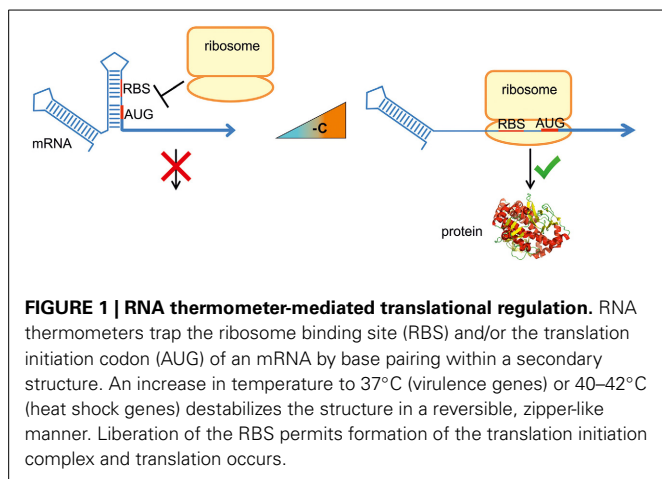 ribosome
RBS
AUG
mRNA
-C
ribosome
RBS AUG
protein
FIGURE 1 | RNA thermometer-mediated translational regulation. RNA
thermometers trap the ribosome binding site (RBS) and/or the translation
initiation codon (AUG) of an mRNA by base pairing within a secondary
structure. An increase in temperature to 37°C (virulence genes) or 40–42°C
(heat shock genes) destabilizes the structure in a reversible, zipper-like
manner. Liberation of the RBS permits formation of the translation initiation
complex and translation occurs.